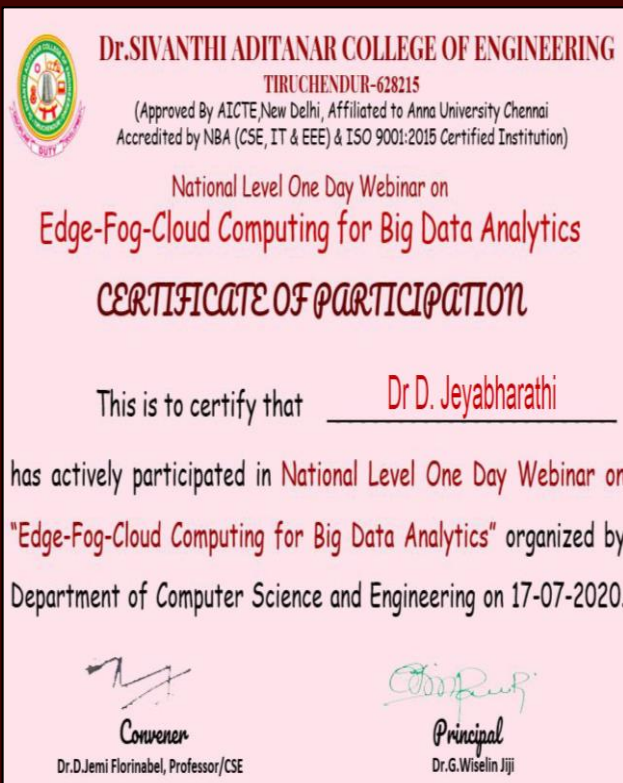 Dr.SIVANTHI ADITANAR COLLEGE OF ENGINEERING
TIRUCHENDUR-628215
(Approved By AICTE,New Delhi, Affiliated to Anna University Chennai
Accredited by NBA (CSE, IT & EEE) & ISO 9001:2015 Certified Institution)
National Level One Day Webinar on
Edge-Fog-Cloud Computing for Big Data Analytics
CERTIFICATE OF PARTICIPATION
This is to certify that Dr D. Jeyabharathi
has actively participated in National Level One Day Webinar on
"Edge-Fog-Cloud Computing for Big Data Analytics" organized by
Department of Computer Science and Engineering on 17-07-2020.
Convener
Dr.D.Jemi Florinabel, Professor/CSE
Principal
Dr.G.Wiselin Jiji
DUTY